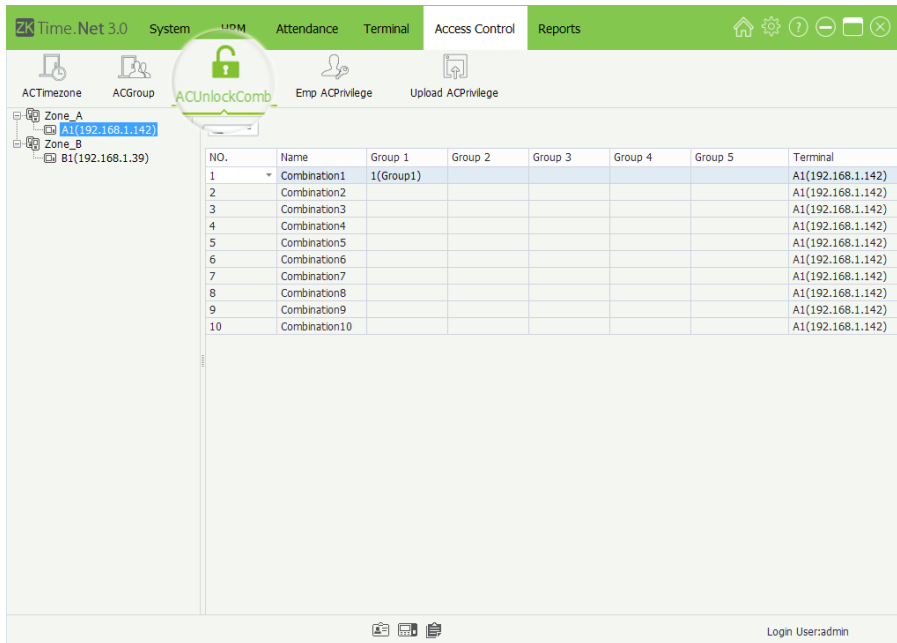 ZK Time.Net 3.0 System HRM Attendance Terminal Access Control Reports
ACTimezone ACGroup ACUnlockComb Emp ACPrivilege Upload ACPrivilege
Zone_A
A1(192.168.1.142)
Zone_B
B1(192.168.1.39)
NO. Name Group 1 Group 2 Group 3 Group 4 Group 5 Terminal
1 Combination1 1(Group1) A1(192.168.1.142)
2 Combination2 A1(192.168.1.142)
3 Combination3 A1(192.168.1.142)
4 Combination4 A1(192.168.1.142)
5 Combination5 A1(192.168.1.142)
6 Combination6 A1(192.168.1.142)
7 Combination7 A1(192.168.1.142)
8 Combination8 A1(192.168.1.142)
9 Combination9 A1(192.168.1.142)
10 Combination10 A1(192.168.1.142)
Login User:admin